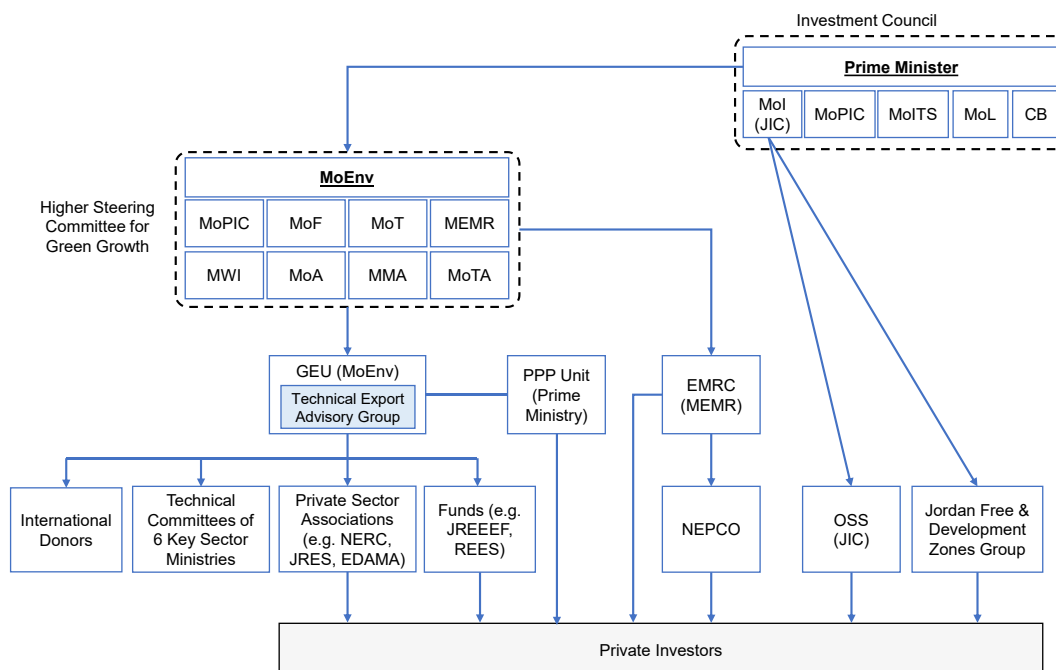 Investment Council
Prime Minister
MoI
(JIC)
MoPIC
MoITS
MoL
CB
Higher Steering
Committee for
Green Growth
MoEnv
MoPIC
MoF
MoT
MEMR
MWI
MoA
MMA
MoTA
GEU (MoEnv)
Technical Export
Advisory Group
PPP Unit
(Prime
Ministry)
EMRC
(MEMR)
International
Donors
Technical
Committees of
6 Key Sector
Ministries
Private Sector
Associations
(e.g. NERC,
JRES, EDAMA)
Funds (e.g.
JREEEF,
REES)
NEPCO
OSS
(JIC)
Jordan Free &
Development
Zones Group
Private Investors